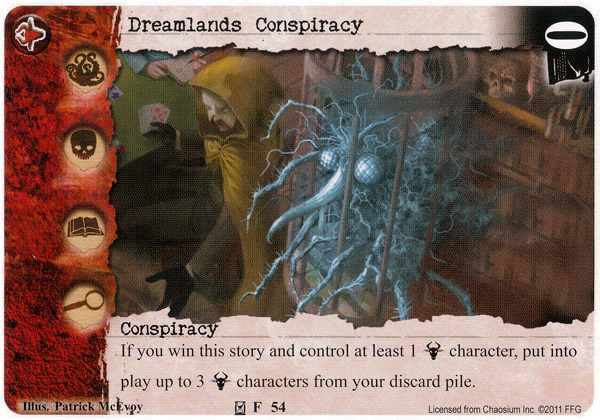 Dreamlands Conspiracy
0
Conspiracy
If you win this story and control at least 1 character, put into
play up to 3 characters from your discard pile.
Illus. Patrick McEvoy
F 54
Licensed from Chaosium Inc. ©2011 FFG